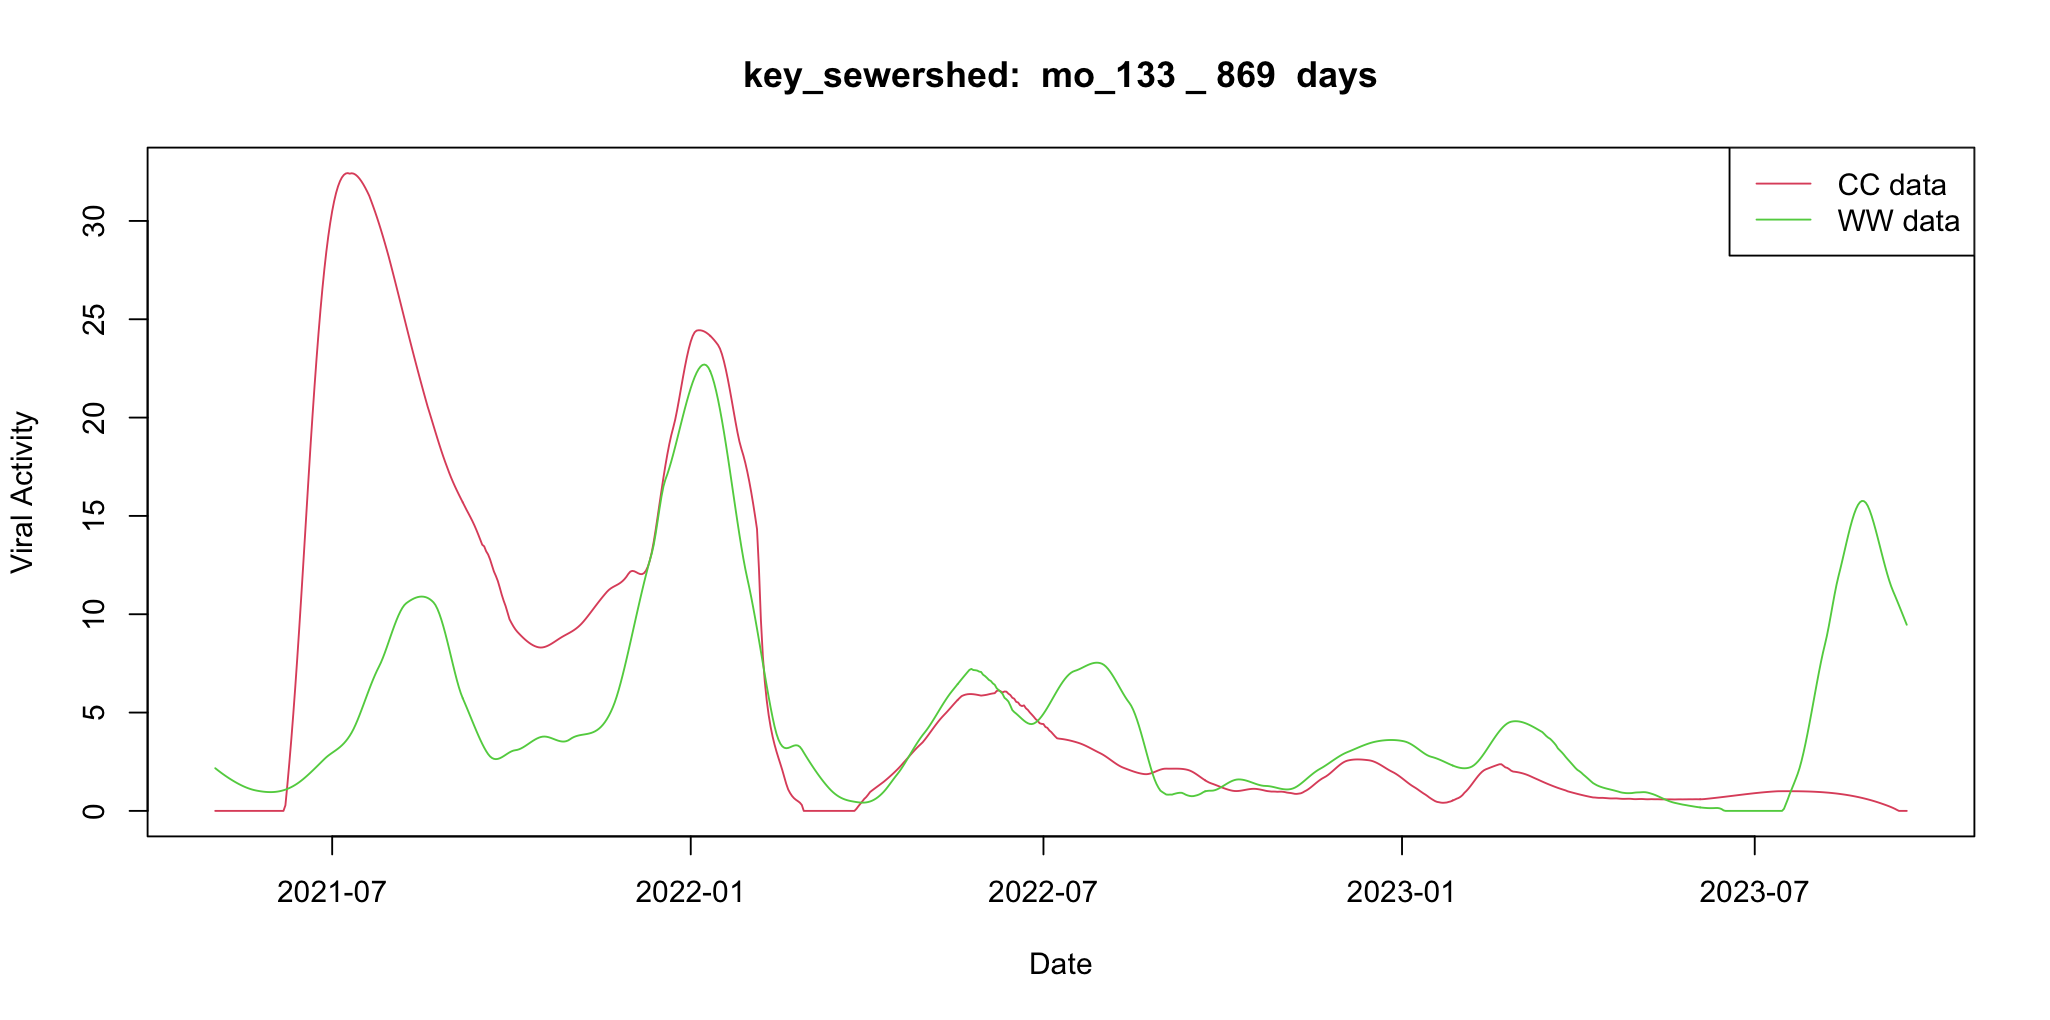 key_sewershed:  mo_133 _ 869  days
CC data
WW data
Viral Activity
30
25
20
15
10
5
0
2021-07
2022-01
2022-07
2023-01
2023-07
Date